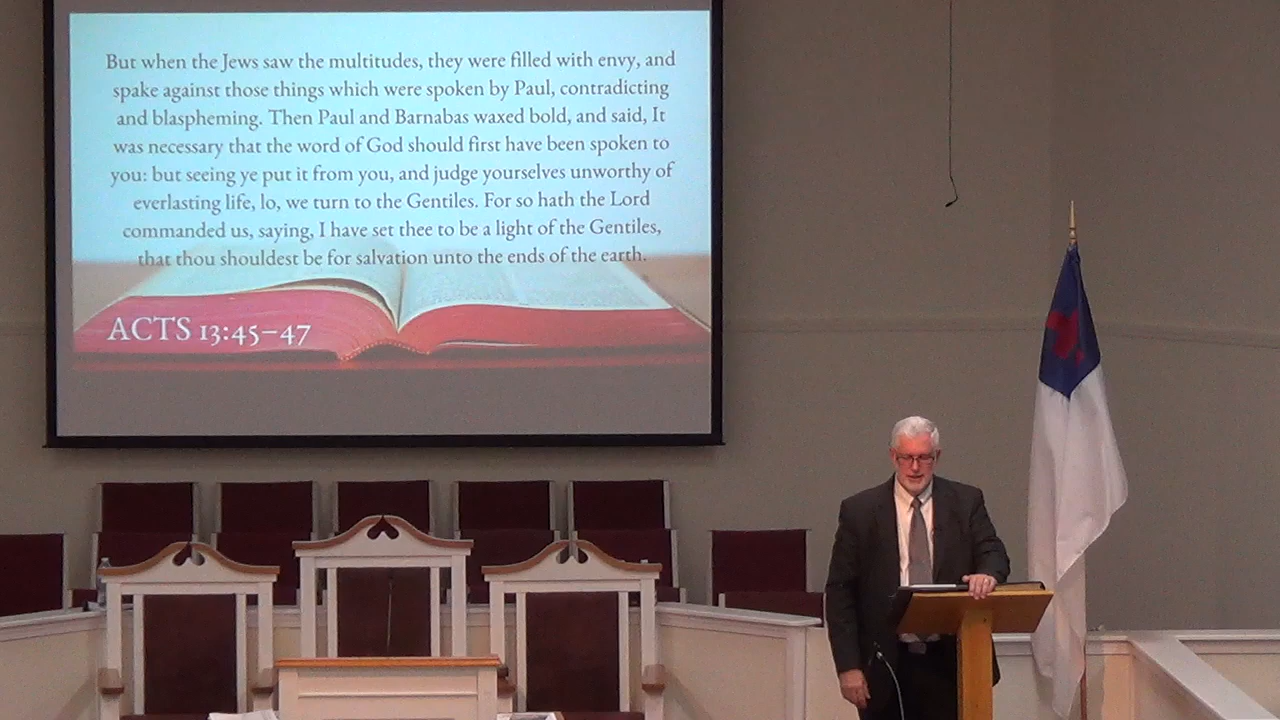 But when the Jews saw the multitudes, they were filled with envy, and
spake against those things which were spoken by Paul, contradicting
and blaspheming. Then Paul and Barnabas waxed bold, and said, It
was necessary that the word of God should first have been spoken to
you: but seeing ye put it from you, and judge yourselves unworthy of
everlasting life, lo, we turn to the Gentiles. For so hath the Lord
commanded us, saying, I have set thee to be a light of the Gentiles,
that thou shouldest be for salvation unto the ends of the earth.
ACTS 13:45–47